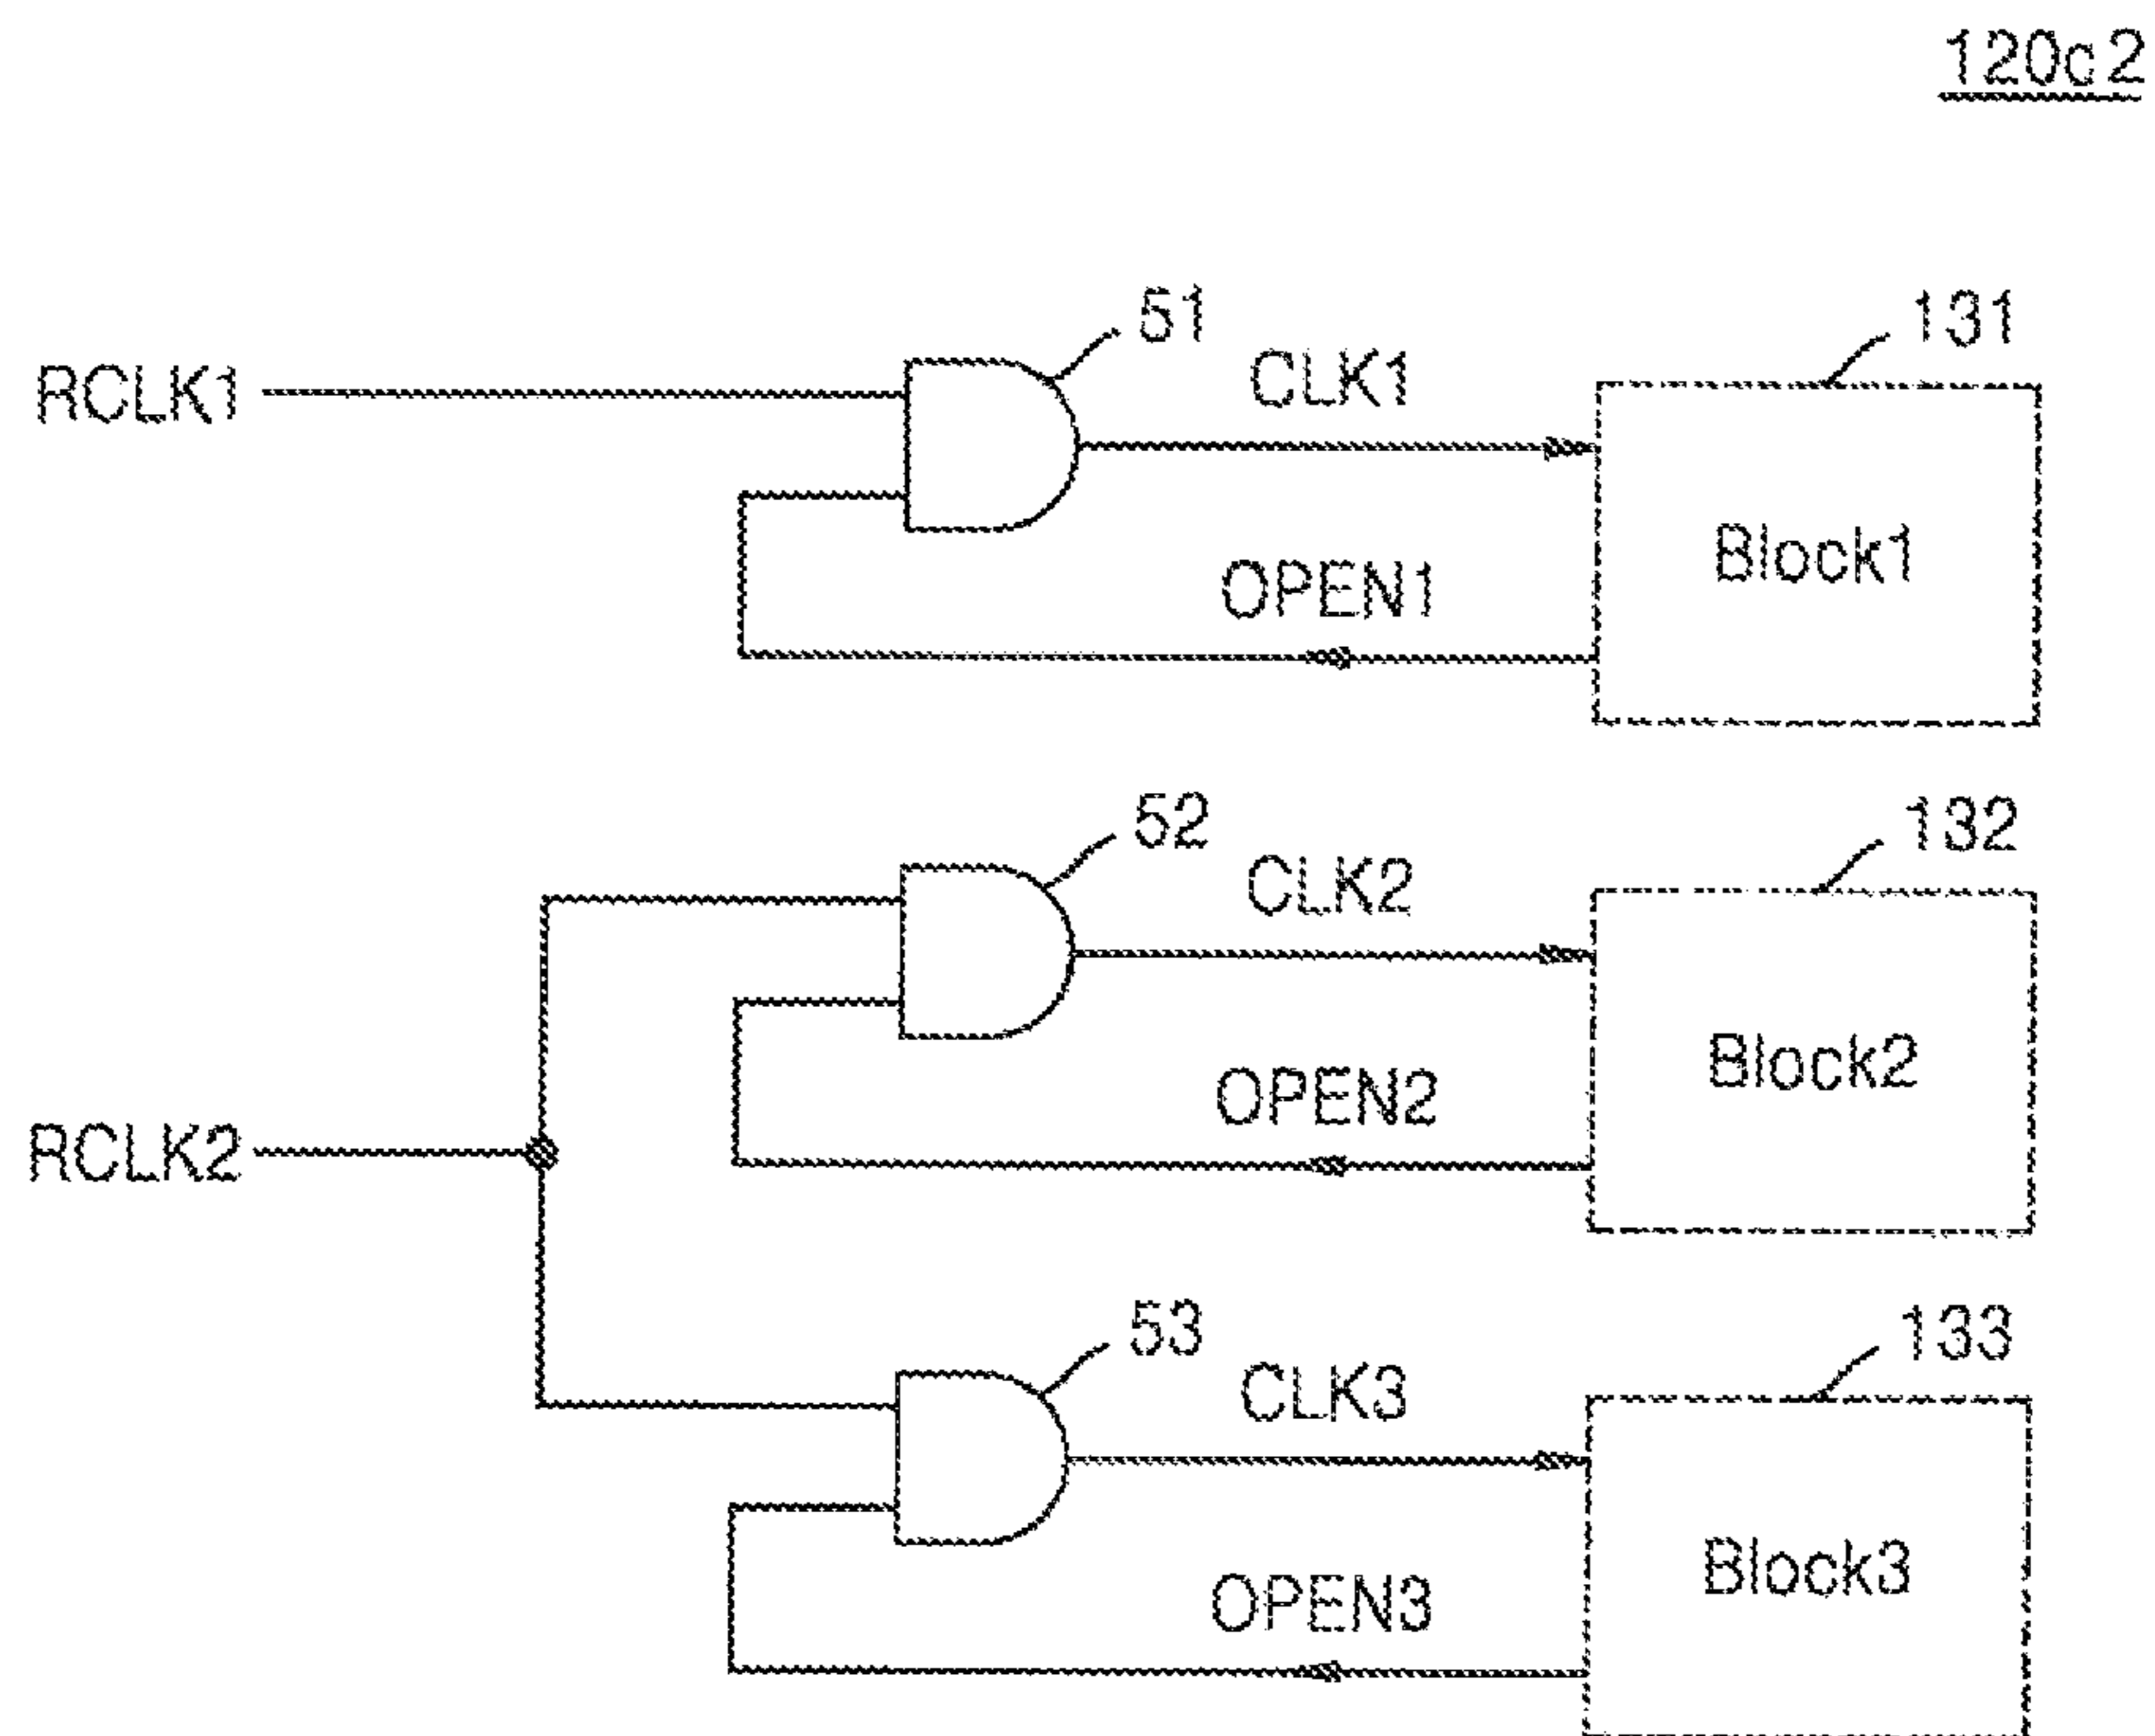 120c2
51
131
RCLK1
CLK1
Block1
OPEN1
52
132
CLK2
Block2
OPEN2
RCLK2
53
133
CLK3
Block3
OPEN3